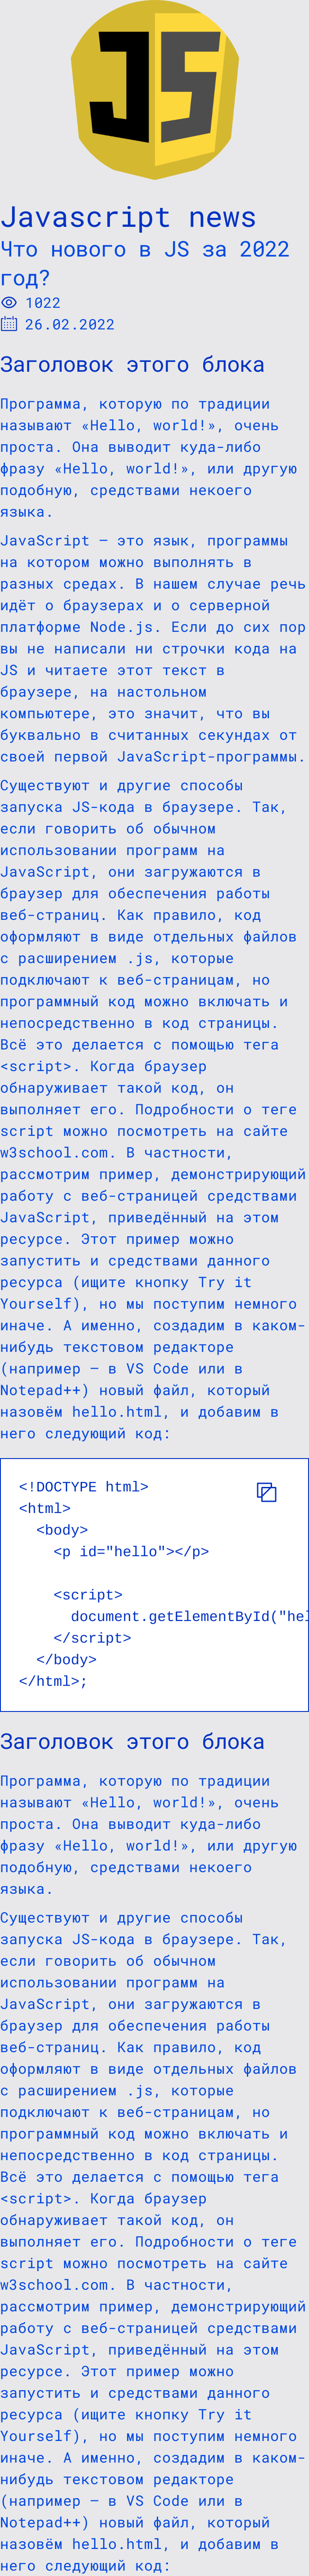 JS
Javascript news
Что нового в JS за 2022
год?
1022
26.02.2022
Заголовок этого блока
Программа, которую по традиции
называют «Hello, world!», очень
проста. Она выводит куда-либо
фразу «Hello, world!», или другую
подобную, средствами некоего
языка.
JavaScript — это язык, программы
на котором можно выполнять в
разных средах. В нашем случае речь
идёт о браузерах и о серверной
платформе Node.js. Если до сих пор
вы не написали ни строчки кода на
JS и читаете этот текст в
браузере, на настольном
компьютере, это значит, что вы
буквально в считанных секундах от
своей первой JavaScript-программы.
Существуют и другие способы
запуска JS-кода в браузере. Так,
если говорить об обычном
использовании программ на
JavaScript, они загружаются в
браузер для обеспечения работы
веб-страниц. Как правило, код
оформляют в виде отдельных файлов
с расширением .js, которые
подключают к веб-страницам, но
программный код можно включать и
непосредственно в код страницы.
Всё это делается с помощью тега
<script>. Когда браузер
обнаруживает такой код, он
выполняет его. Подробности о теге
script можно посмотреть на сайте
w3school.com. В частности,
рассмотрим пример, демонстрирующий
работу с веб-страницей средствами
JavaScript, приведённый на этом
ресурсе. Этот пример можно
запустить и средствами данного
ресурса (ищите кнопку Try it
Yourself), но мы поступим немного
иначе. А именно, создадим в каком-
нибудь текстовом редакторе
(например — в VS Code или в
Notepad++) новый файл, который
назовём hello.html, и добавим в
него следующий код:
<!DOCTYPE html>
<html>
<body>
<p id="hello"></p>
<script>
document.getElementById("hel
</script>
</body>
</html>;
Заголовок этого блока
Программа, которую по традиции
называют «Hello, world!», очень
проста. Она выводит куда-либо
фразу «Hello, world!», или другую
подобную, средствами некоего
языка.
Существуют и другие способы
запуска JS-кода в браузере. Так,
если говорить об обычном
использовании программ на
JavaScript, они загружаются в
браузер для обеспечения работы
веб-страниц. Как правило, код
оформляют в виде отдельных файлов
с расширением .js, которые
подключают к веб-страницам, но
программный код можно включать и
непосредственно в код страницы.
Всё это делается с помощью тега
<script>. Когда браузер
обнаруживает такой код, он
выполняет его. Подробности о теге
script можно посмотреть на сайте
w3school.com. В частности,
рассмотрим пример, демонстрирующий
работу с веб-страницей средствами
JavaScript, приведённый на этом
ресурсе. Этот пример можно
запустить и средствами данного
ресурса (ищите кнопку Try it
Yourself), но мы поступим немного
иначе. А именно, создадим в каком-
нибудь текстовом редакторе
(например — в VS Code или в
Notepad++) новый файл, который
назовём hello.html, и добавим в
него следующий код: